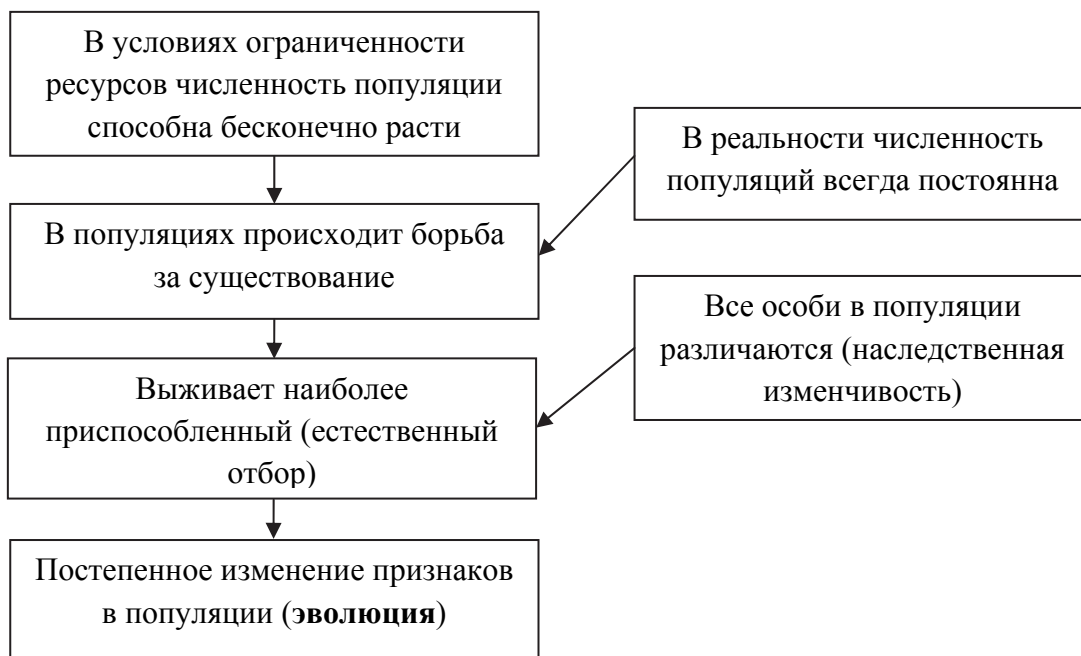 В условиях ограниченности
ресурсов численность популяции
способна бесконечно расти
В реальности численность
популяций всегда постоянна
В популяциях происходит борьба
за существование
Все особи в популяции
различаются (наследственная
изменчивость)
Выживает наиболее
приспособленный (естественный
отбор)
Постепенное изменение признаков
в популяции (эволюция)